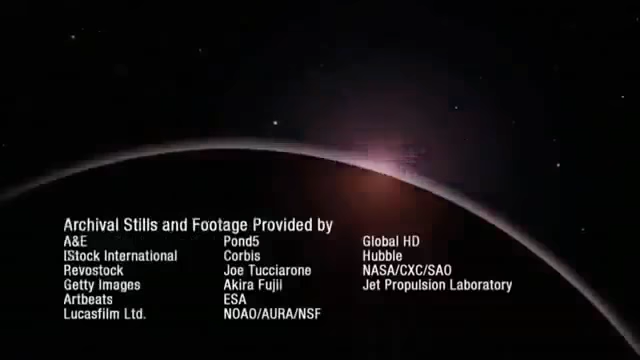 Archival Stills and Footage Provided by
A&E
IStock International
Revostock
Getty Images
Artbeats
Lucasfilm Ltd.
Pond5
Corbis
Joe Tucciarone
Akira Fujii
ESA
NOAO/AURA/NSF
Global HD
Hubble
NASA/CXC/SAO
Jet Propulsion Laboratory